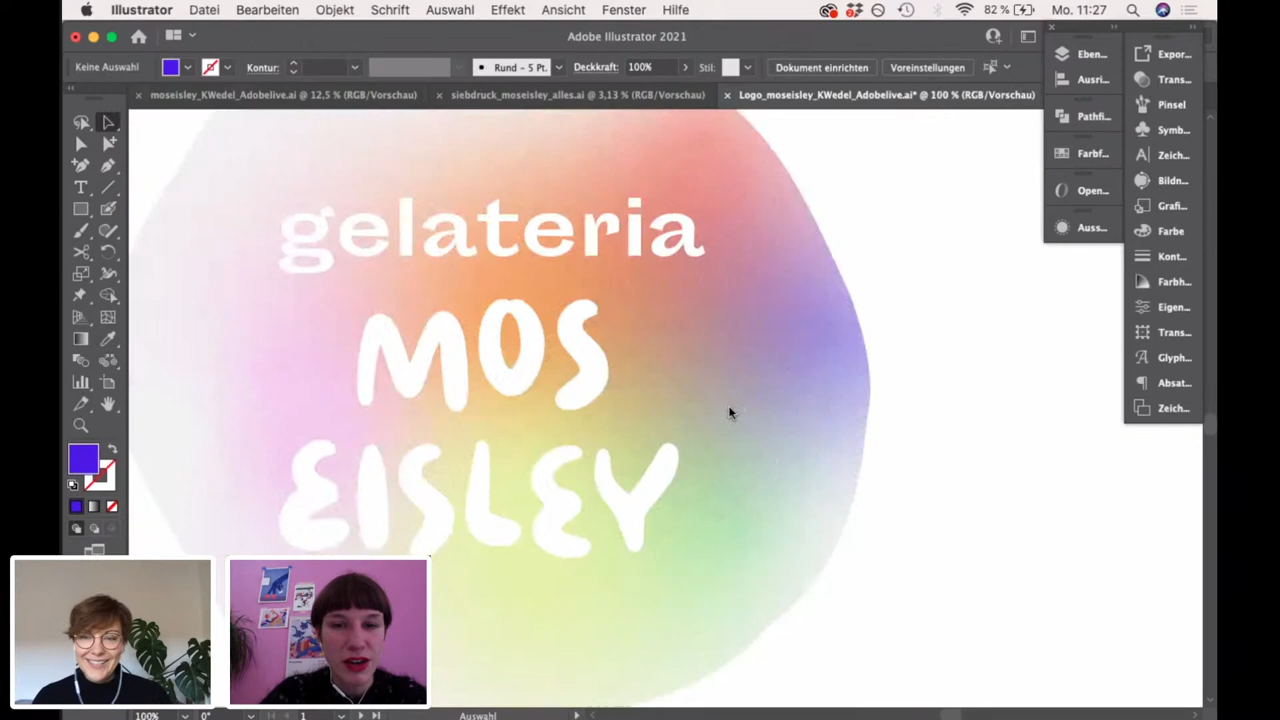 Illustrator Datei Bearbeiten Objekt Schrift Auswahl Effekt Ansicht Fenster Hilfe 82 % Mo. 11:27
Adobe Illustrator 2021
Keine Auswahl Kontur: Rund - 5 Pt. Deckkraft: 100% Stil: Dokument einrichten Voreinstellungen
moseisley_KWedel_Adobelive.ai @ 12,5 % (RGB/Vorschau) siebdruck_moseisley_alles.ai @ 3,13 % (RGB/Vorschau) Logo_moseisley_KWedel_Adobelive.ai* @ 100 % (RGB/Vorschau)
Eben...
Ausri...
Pathfi...
Farbf...
Open...
Auss...
Expor...
Trans...
Pinsel
Symb...
Zeich...
Bildn...
Grafi...
Farbe
Kont...
Farbh...
Eigen...
Trans...
Glyph...
Absat...
Zeich...
gelateria
MOS
EISLEY
100% 0° 1 Auswahl